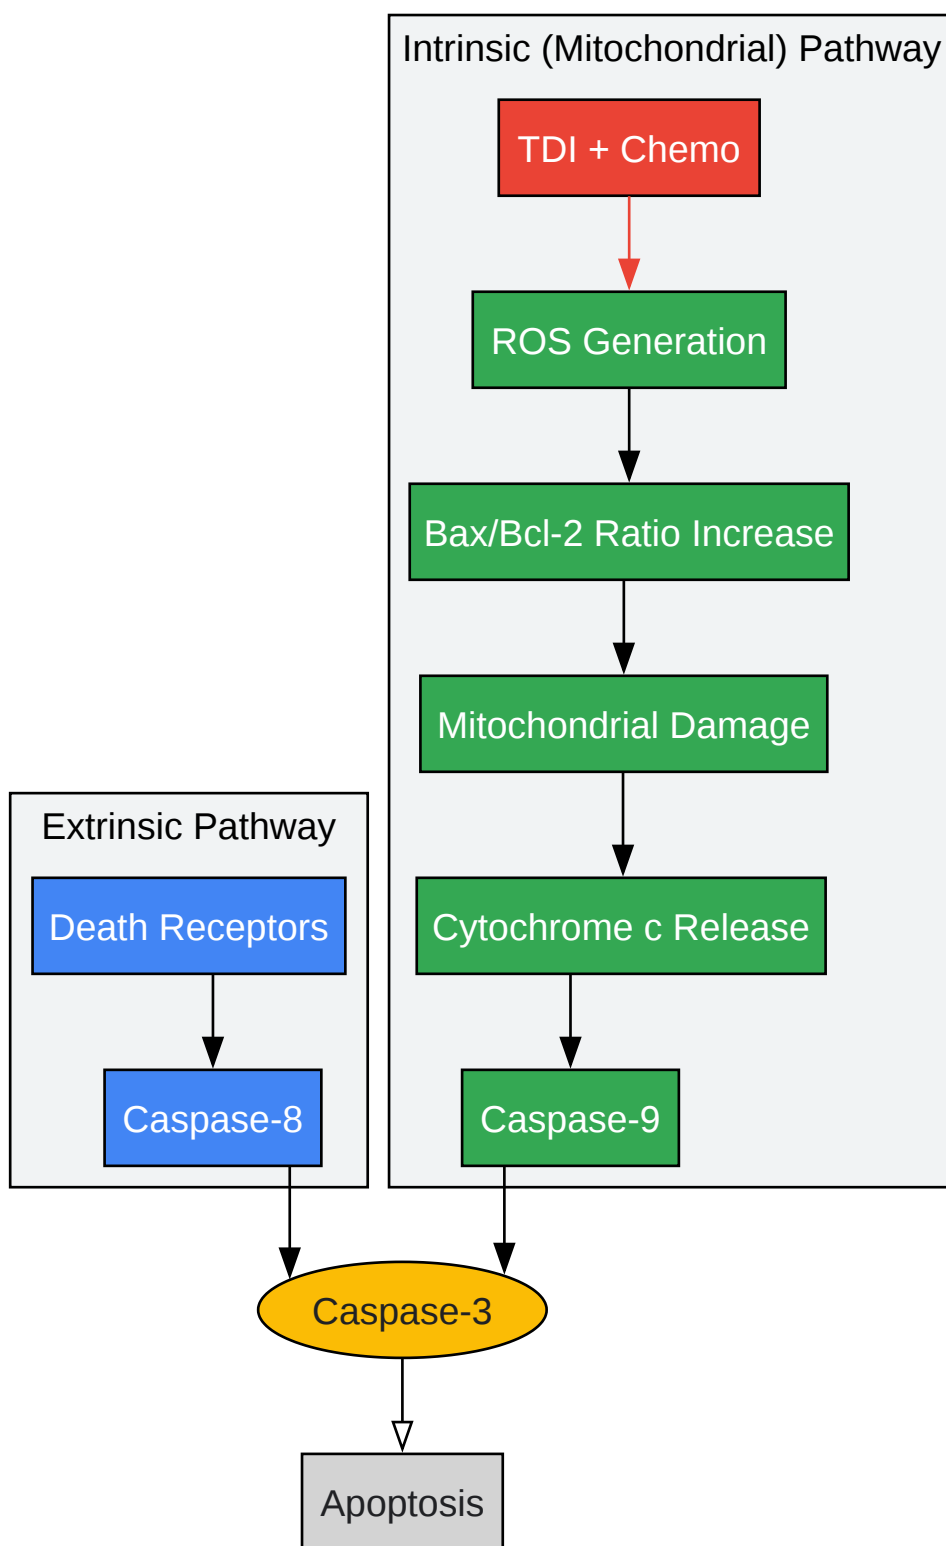 Intrinsic (Mitochondrial) Pathway
TDI + Chemo
ROS Generation
Bax/Bcl-2 Ratio Increase
Mitochondrial Damage
Cytochrome c Release
Caspase-9
Extrinsic Pathway
Death Receptors
Caspase-8
Caspase-3
Apoptosis